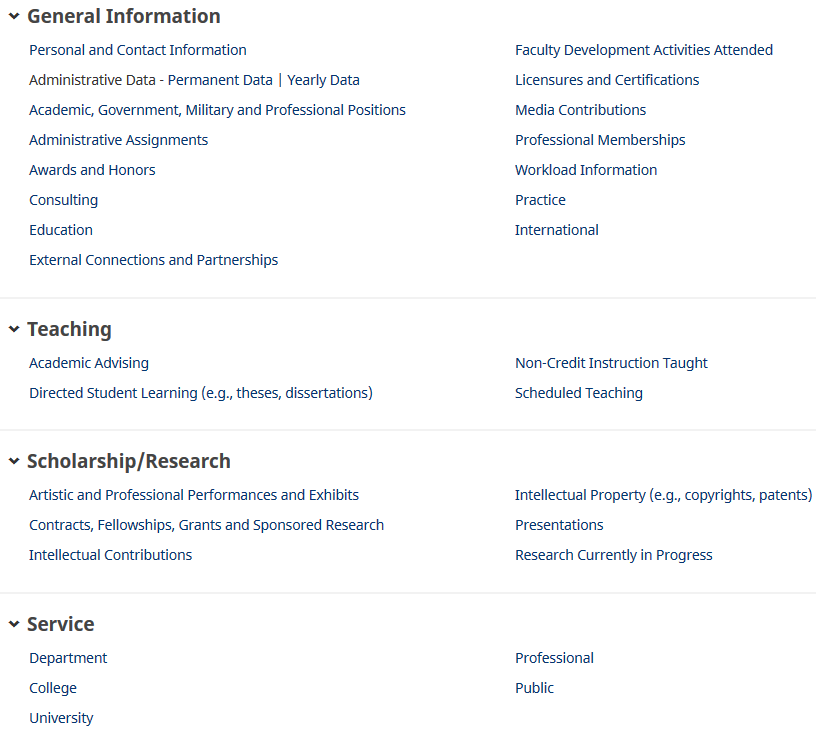 General Information
Personal and Contact Information
Administrative Data - Permanent Data | Yearly Data
Academic, Government, Military and Professional Positions
Administrative Assignments
Awards and Honors
Consulting
Education
External Connections and Partnerships
Faculty Development Activities Attended
Licensures and Certifications
Media Contributions
Professional Memberships
Workload Information
Practice
International
Teaching
Academic Advising
Directed Student Learning (e.g., theses, dissertations)
Non-Credit Instruction Taught
Scheduled Teaching
Scholarship/Research
Artistic and Professional Performances and Exhibits
Contracts, Fellowships, Grants and Sponsored Research
Intellectual Contributions
Intellectual Property (e.g., copyrights, patents)
Presentations
Research Currently in Progress
Service
Department
College
University
Professional
Public